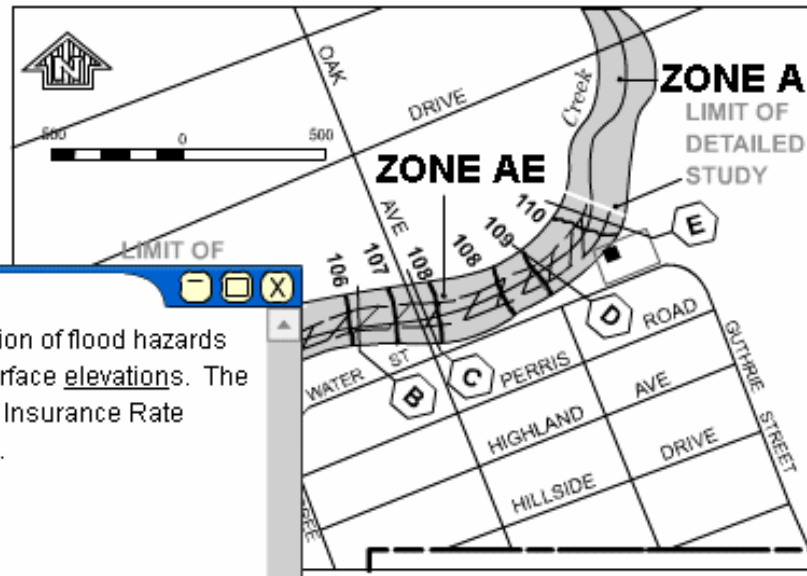 N
OAK
DRIVE
Creek
ZONE A
LIMIT OF
DETAILED
STUDY
500 0 500
ZONE AE
AVE
LIMIT OF
110
109
108
108
107
106
E
D
C
B
ion of flood hazards
rface elevations. The
Insurance Rate
.
WATER ST
PERRIS ROAD
HIGHLAND AVE
HILLSIDE DRIVE
GUTHRIE STREET
REE